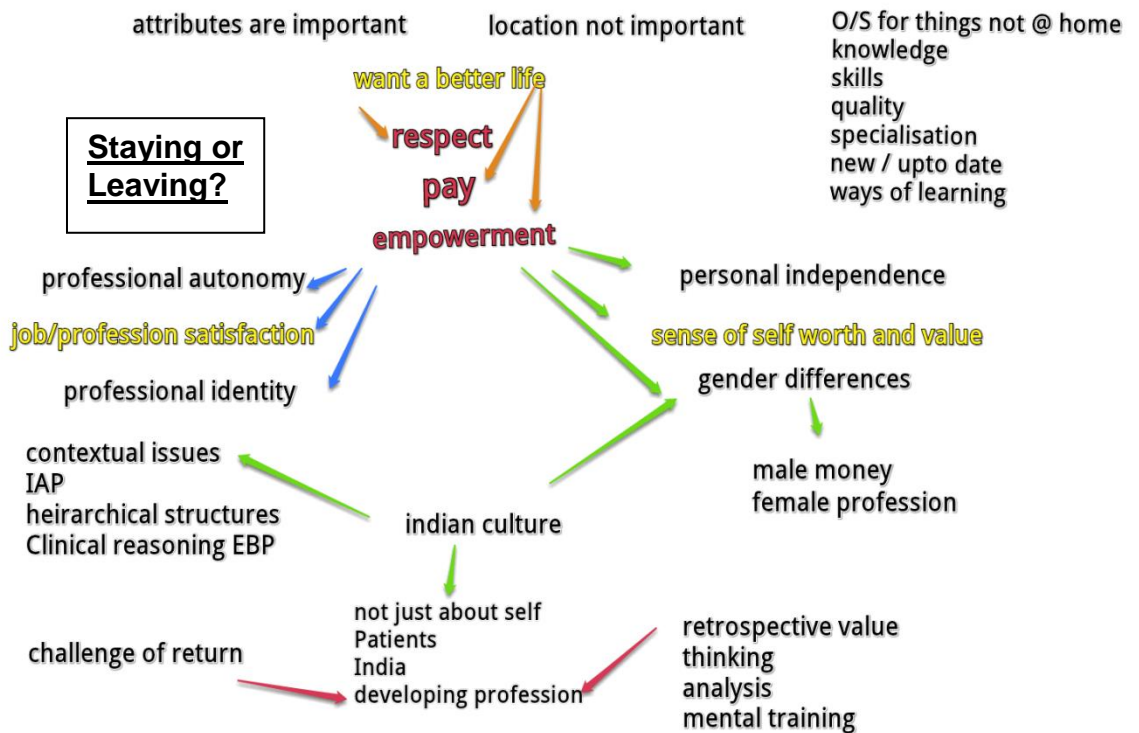 attributes are important
location not important
O/S for things not @ home
knowledge
skills
quality
specialisation
new / upto date
ways of learning
want a better life
Staying or
Leaving?
respect
pay
empowerment
professional autonomy
personal independence
job/profession satisfaction
sense of self worth and value
professional identity
gender differences
contextual issues
IAP
heirarchical structures
Clinical reasoning EBP
male money
female profession
indian culture
not just about self
Patients
India
developing profession
challenge of return
retrospective value
thinking
analysis
mental training